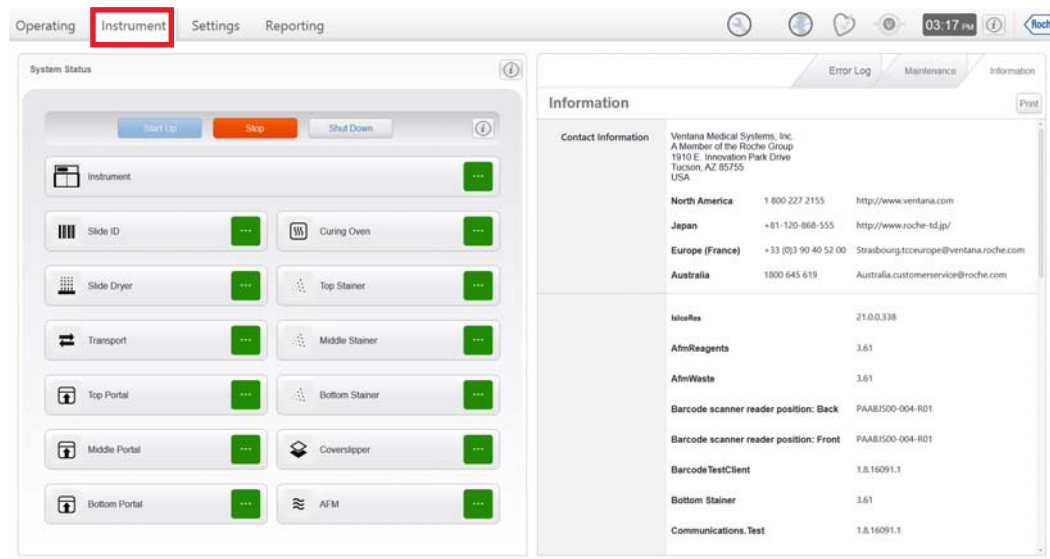 Operating Instrument Settings Reporting 03:17 PM i Roch
System Status i
Start Up Stop Shut Down i
Instrument ...
Slide ID ... Curing Oven ...
Slide Dryer ... Top Stainer ...
Transport ... Middle Stainer ...
Top Portal ... Bottom Stainer ...
Middle Portal ... Coverslipper ...
Bottom Portal ... AFM ...
Error Log Maintenance Information
Information Print
Contact Information
Ventana Medical Systems, Inc.
A Member of the Roche Group
1910 E. Innovation Park Drive
Tucson, AZ 85755
USA
North America 1 800 227 2155 http://www.ventana.com
Japan +81-120-868-555 http://www.roche-td.jp/
Europe (France) +33 (0)3 90 40 52 00 Strasbourg.tcceurope@ventana.roche.com
Australia 1800 645 619 Australia.customerservice@roche.com
21.0.0.338
AfmReagents 3.61
AfmWaste 3.61
Barcode scanner reader position: Back PAABJS00-004-R01
Barcode scanner reader position: Front PAABJS00-004-R01
BarcodeTestClient 1.8.16091.1
Bottom Stainer 3.61
Communications.Test 1.8.16091.1